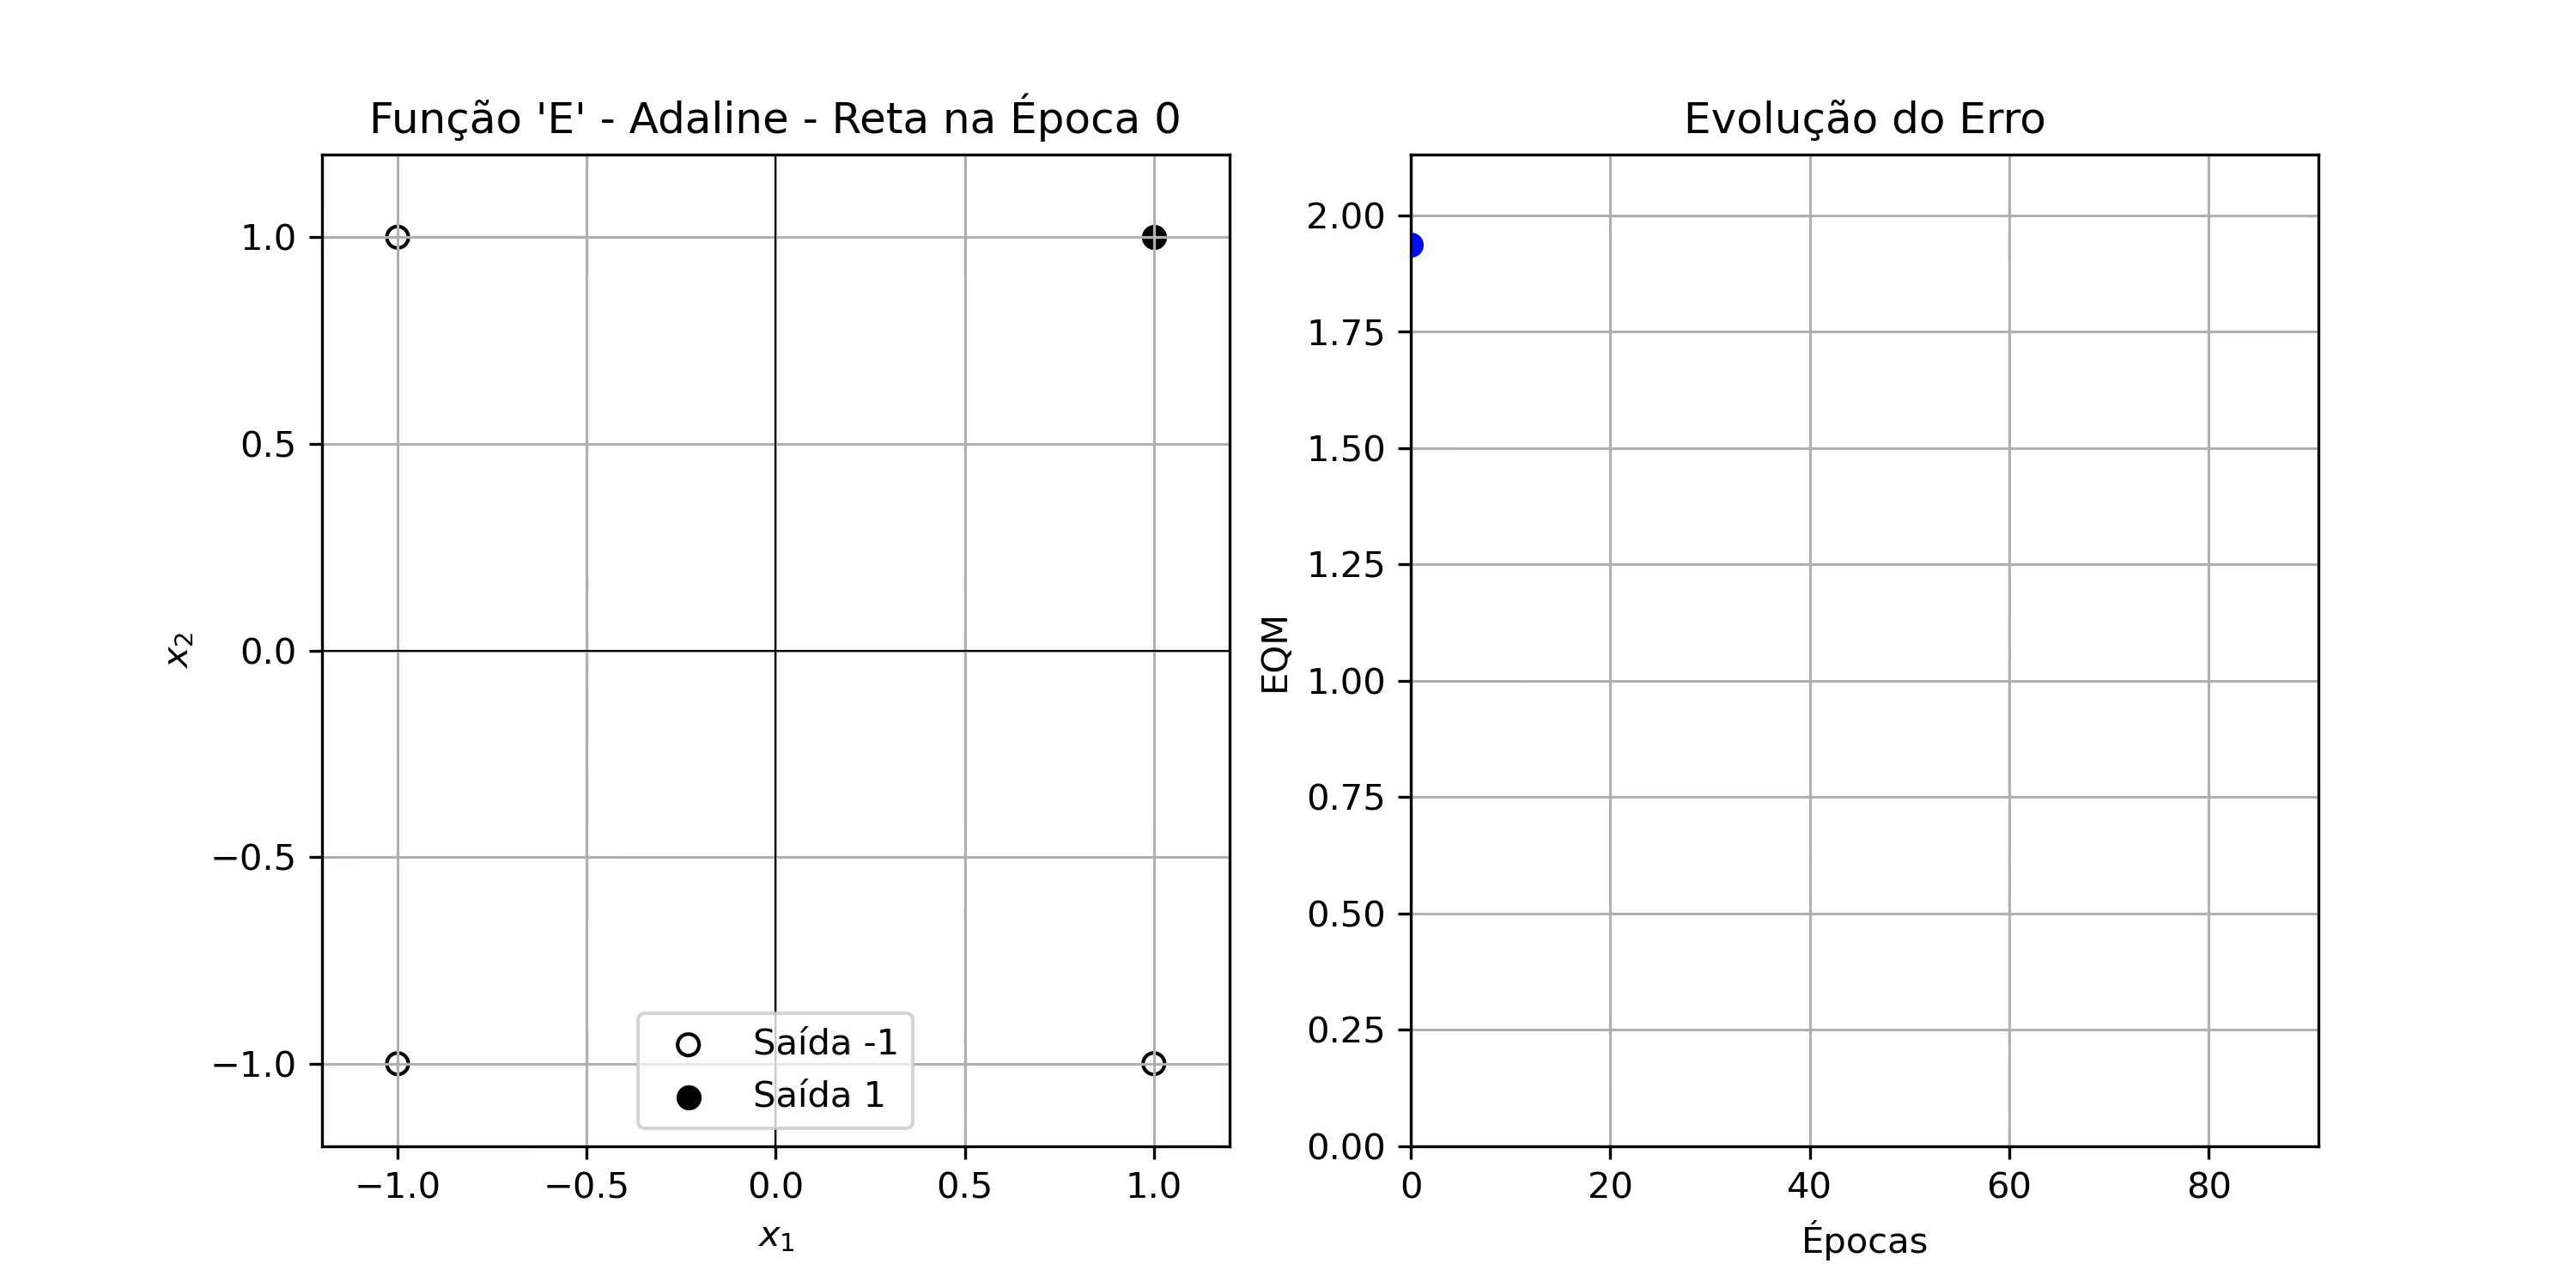 Função 'E' - Adaline - Reta na Época 0
1.0
0.5
0.0
−0.5
−1.0
x₂
Saída -1
Saída 1
−1.0 −0.5 0.0 0.5 1.0
x₁
Evolução do Erro
2.00
1.75
1.50
1.25
1.00
0.75
0.50
0.25
0.00
EQM
0 20 40 60 80
Épocas